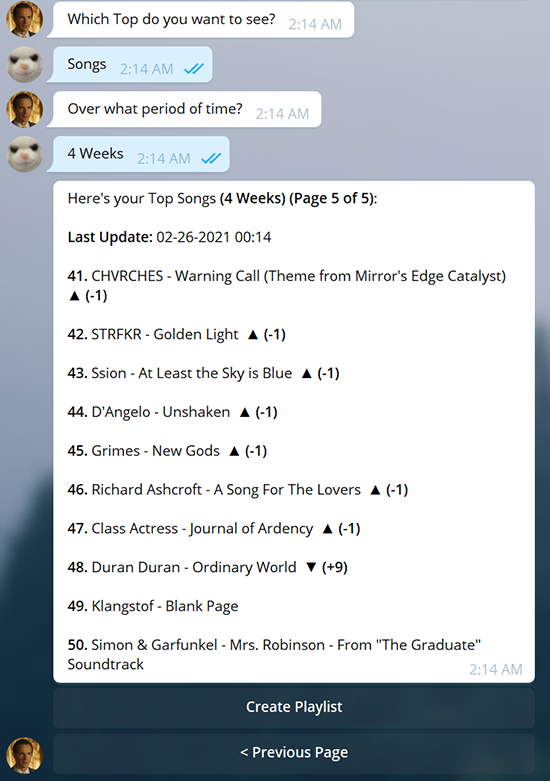 Which Top do you want to see? 2:14 AM
Songs 2:14 AM
Over what period of time? 2:14 AM
4 Weeks 2:14 AM
Here's your Top Songs (4 Weeks) (Page 5 of 5):
Last Update: 02-26-2021 00:14
41. CHVRCHES - Warning Call (Theme from Mirror's Edge Catalyst)
▲ (-1)
42. STRFKR - Golden Light ▲ (-1)
43. Ssion - At Least the Sky is Blue ▲ (-1)
44. D'Angelo - Unshaken ▲ (-1)
45. Grimes - New Gods ▲ (-1)
46. Richard Ashcroft - A Song For The Lovers ▲ (-1)
47. Class Actress - Journal of Ardency ▲ (-1)
48. Duran Duran - Ordinary World ▼ (+9)
49. Klangstof - Blank Page
50. Simon & Garfunkel - Mrs. Robinson - From "The Graduate"
Soundtrack 2:14 AM
Create Playlist
< Previous Page